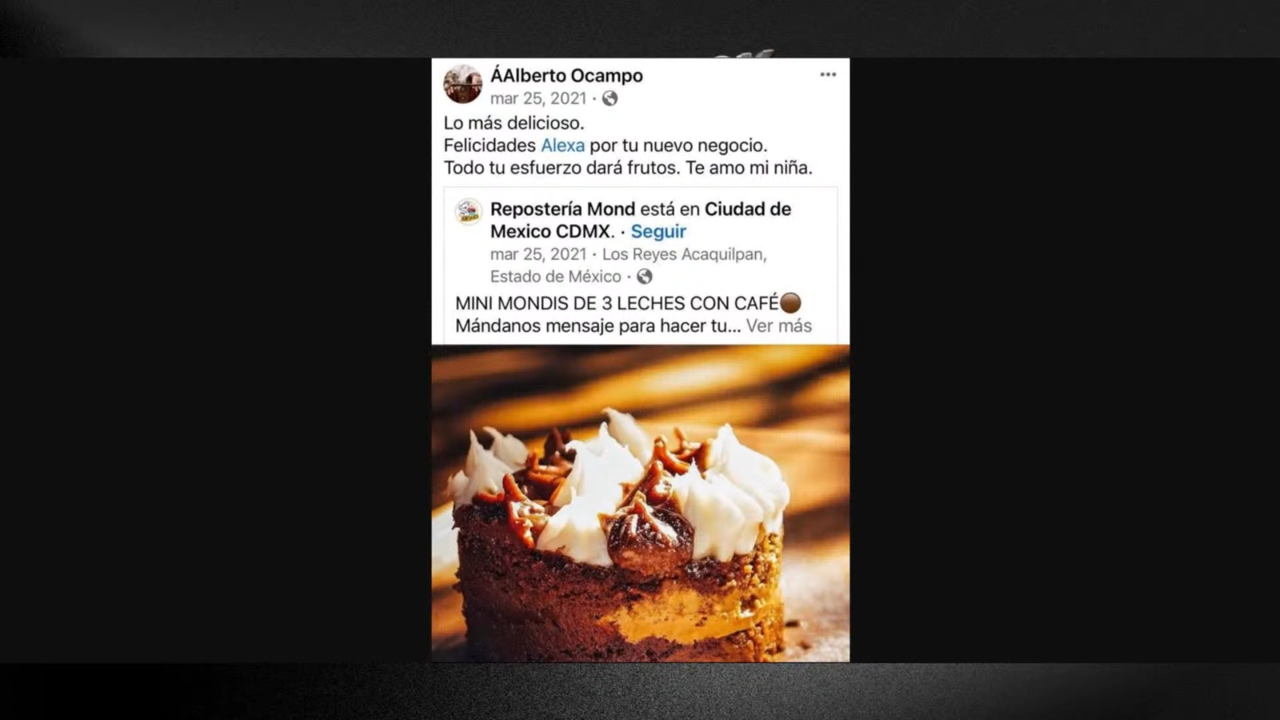 ÁAlberto Ocampo
mar 25, 2021 ·
Lo más delicioso.
Felicidades Alexa por tu nuevo negocio.
Todo tu esfuerzo dará frutos. Te amo mi niña.
Repostería Mond está en Ciudad de
Mexico CDMX. · Seguir
mar 25, 2021 · Los Reyes Acaquilpan,
Estado de México ·
MINI MONDIS DE 3 LECHES CON CAFÉ🟤
Mándanos mensaje para hacer tu... Ver más